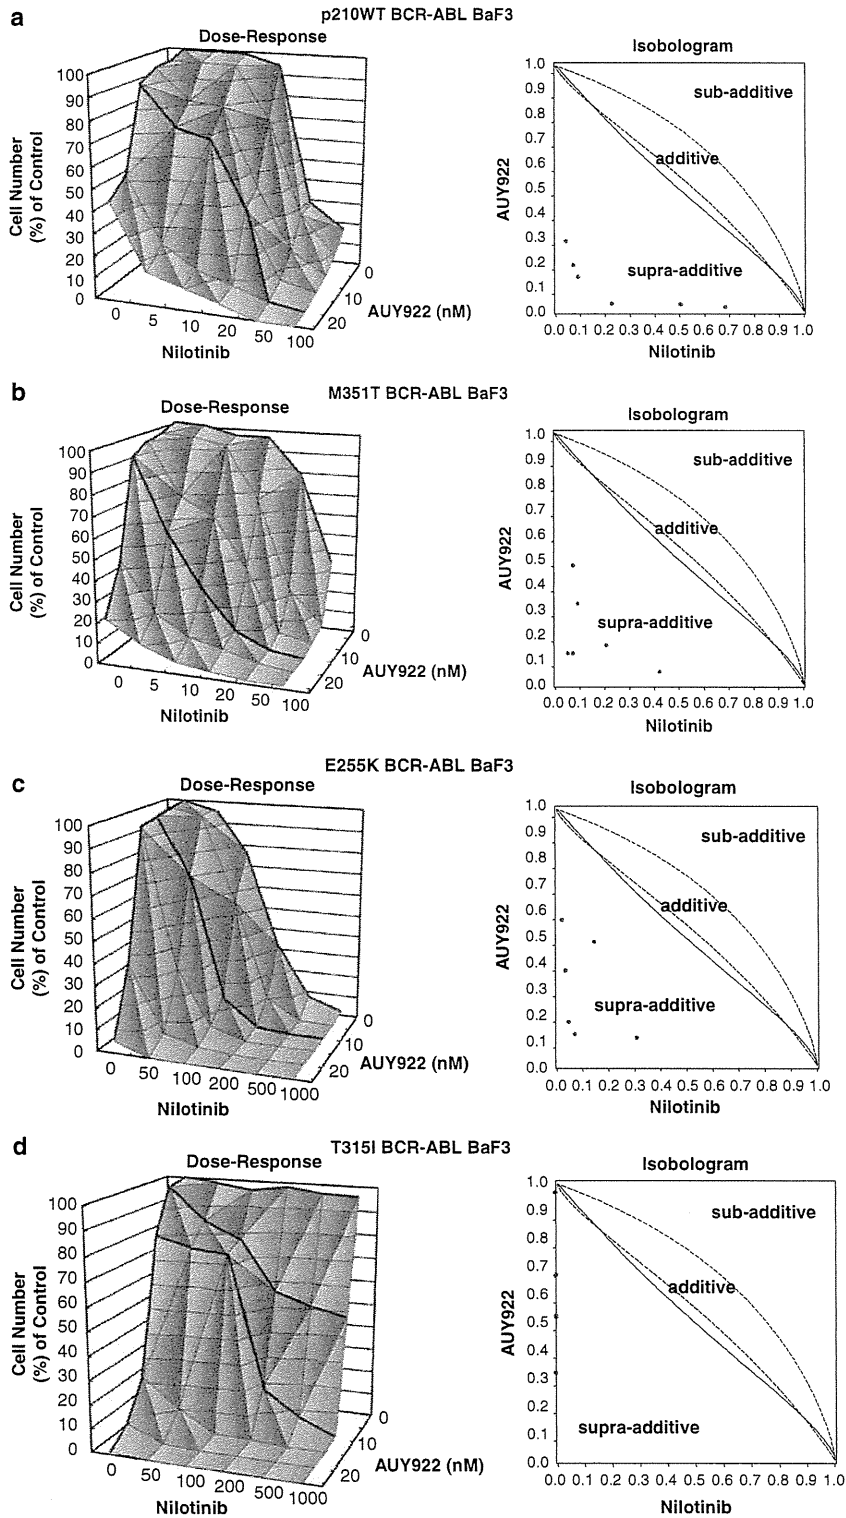 a
p210WT BCR-ABL BaF3
Dose-Response
100
90
80
70
60
50
40
30
20
10
0
Cell Number
(%) of Control
0
5
10
20
50
100
Nilotinib
0
10
20
AUY922 (nM)
Isobologram
1.0
0.9
0.8
0.7
0.6
0.5
0.4
0.3
0.2
0.1
0.0
AUY922
sub-additive
additive
supra-additive
0.0 0.1 0.2 0.3 0.4 0.5 0.6 0.7 0.8 0.9 1.0
Nilotinib
b
M351T BCR-ABL BaF3
Dose-Response
100
90
80
70
60
50
40
30
20
10
0
Cell Number
(%) of Control
0
5
10
20
50
100
Nilotinib
0
10
20
AUY922 (nM)
Isobologram
1.0
0.9
0.8
0.7
0.6
0.5
0.4
0.3
0.2
0.1
0.0
AUY922
sub-additive
additive
supra-additive
0.0 0.1 0.2 0.3 0.4 0.5 0.6 0.7 0.8 0.9 1.0
Nilotinib
c
E255K BCR-ABL BaF3
Dose-Response
100
90
80
70
60
50
40
30
20
10
0
Cell Number
(%) of Control
0
50
100
200
500
1000
Nilotinib
0
10
20
AUY922 (nM)
Isobologram
1.0
0.9
0.8
0.7
0.6
0.5
0.4
0.3
0.2
0.1
0.0
AUY922
sub-additive
additive
supra-additive
0.0 0.1 0.2 0.3 0.4 0.5 0.6 0.7 0.8 0.9 1.0
Nilotinib
d
T315I BCR-ABL BaF3
Dose-Response
100
90
80
70
60
50
40
30
20
10
0
Cell Number
(%) of Control
0
50
100
200
500
1000
Nilotinib
0
10
20
AUY922 (nM)
Isobologram
1.0
0.9
0.8
0.7
0.6
0.5
0.4
0.3
0.2
0.1
0.0
AUY922
sub-additive
additive
supra-additive
0.0 0.1 0.2 0.3 0.4 0.5 0.6 0.7 0.8 0.9 1.0
Nilotinib